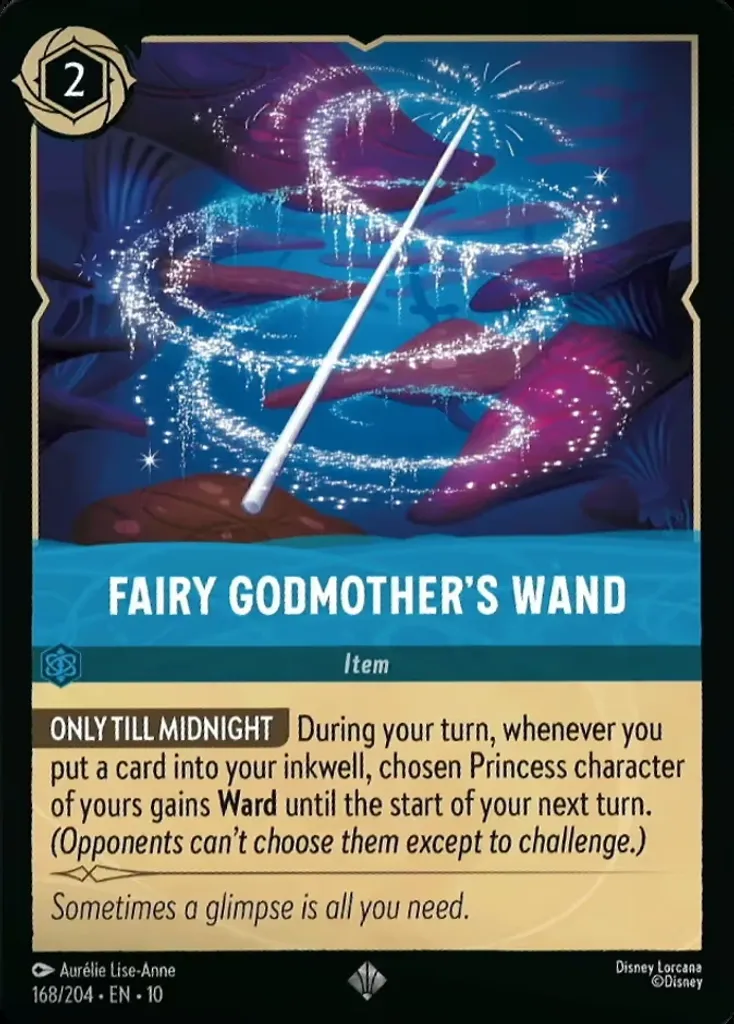 2
FAIRY GODMOTHER'S WAND
Item
ONLY TILL MIDNIGHT During your turn, whenever you
put a card into your inkwell, chosen Princess character
of yours gains Ward until the start of your next turn.
(Opponents can't choose them except to challenge.)
Sometimes a glimpse is all you need.
Aurélie Lise-Anne
168/204 • EN • 10
Disney Lorcana
©Disney